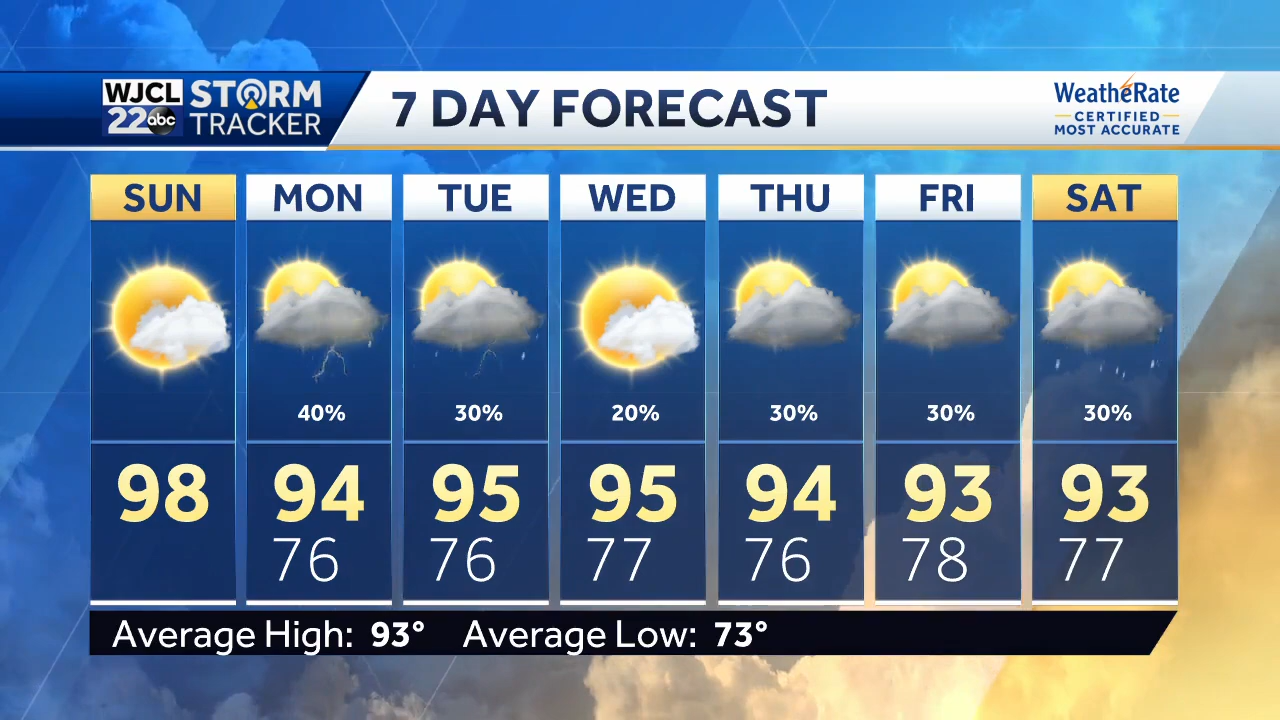 WJCL
22 abc
STORM
TRACKER
7 DAY FORECAST
WeatheRate
CERTIFIED
MOST ACCURATE
SUN MON TUE WED THU FRI SAT
40% 30% 20% 30% 30% 30%
98 94 95 95 94 93 93
76 76 77 76 78 77
Average High: 93° Average Low: 73°